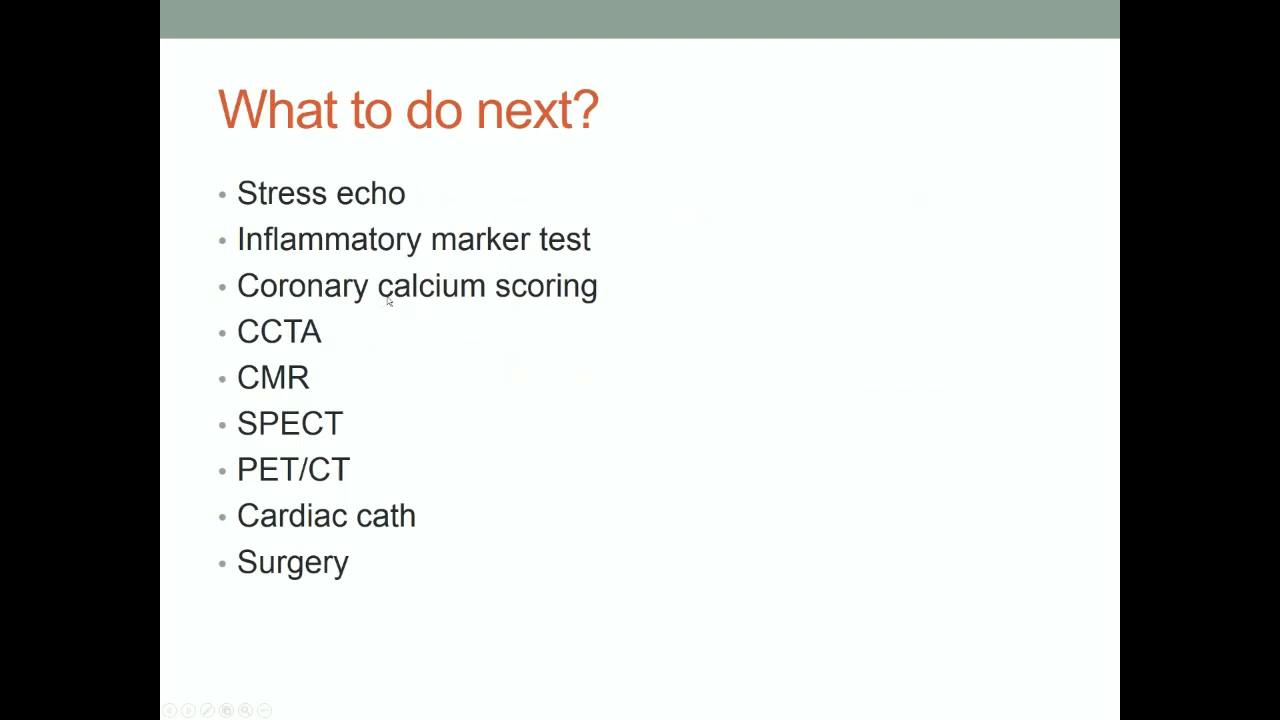 What to do next?
• Stress echo
• Inflammatory marker test
• Coronary calcium scoring
• CCTA
• CMR
• SPECT
• PET/CT
• Cardiac cath
• Surgery